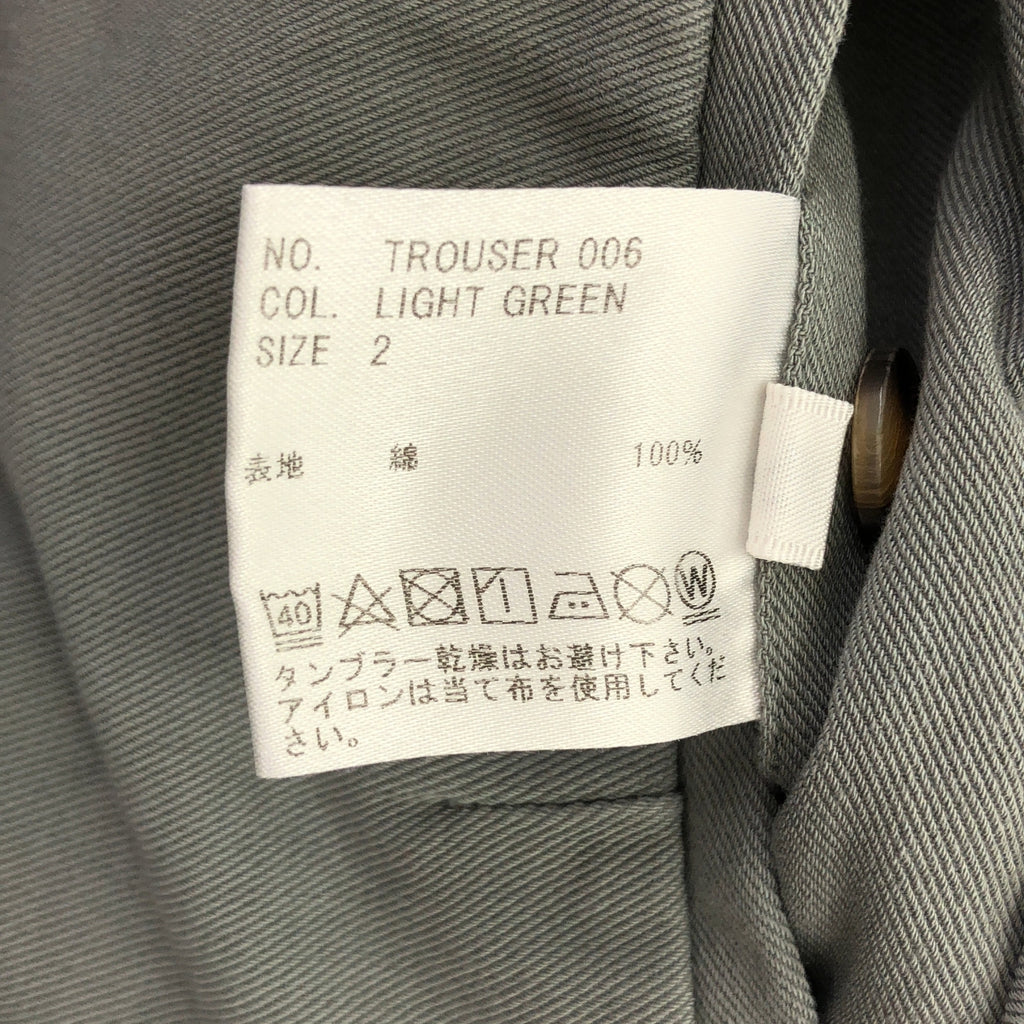 NO. TROUSER 006
COL. LIGHT GREEN
SIZE 2
表地 綿 100%
40 W
タンブラー乾燥はお避け下さい。
アイロンは当て布を使用してくだ
さい。